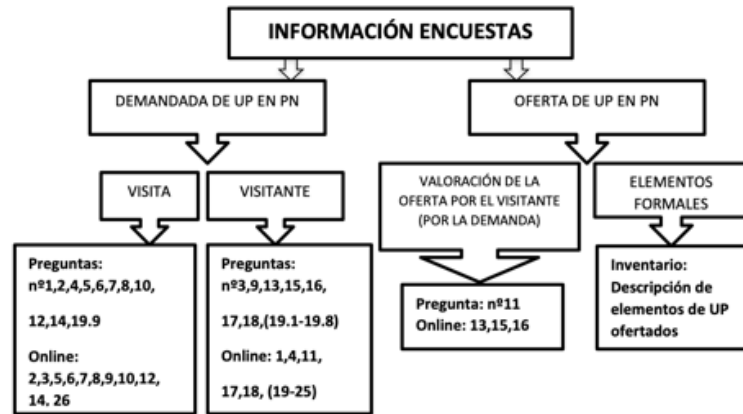 INFORMACIÓN ENCUESTAS
DEMANDADA DE UP EN PN
OFERTA DE UP EN PN
VISITA
VISITANTE
VALORACIÓN DE LA
OFERTA POR EL VISITANTE
(POR LA DEMANDA)
ELEMENTOS
FORMALES
Preguntas:
nº1,2,4,5,6,7,8,10,
12,14,19.9
Online:
2,3,5,6,7,8,9,10,12,
14. 26
Preguntas:
nº3,9,13,15,16,
17,18,(19.1-19.8)
Online: 1,4,11,
17,18, (19-25)
Pregunta: nº11
Online: 13,15,16
Inventario:
Descripción de
elementos de UP
ofertados